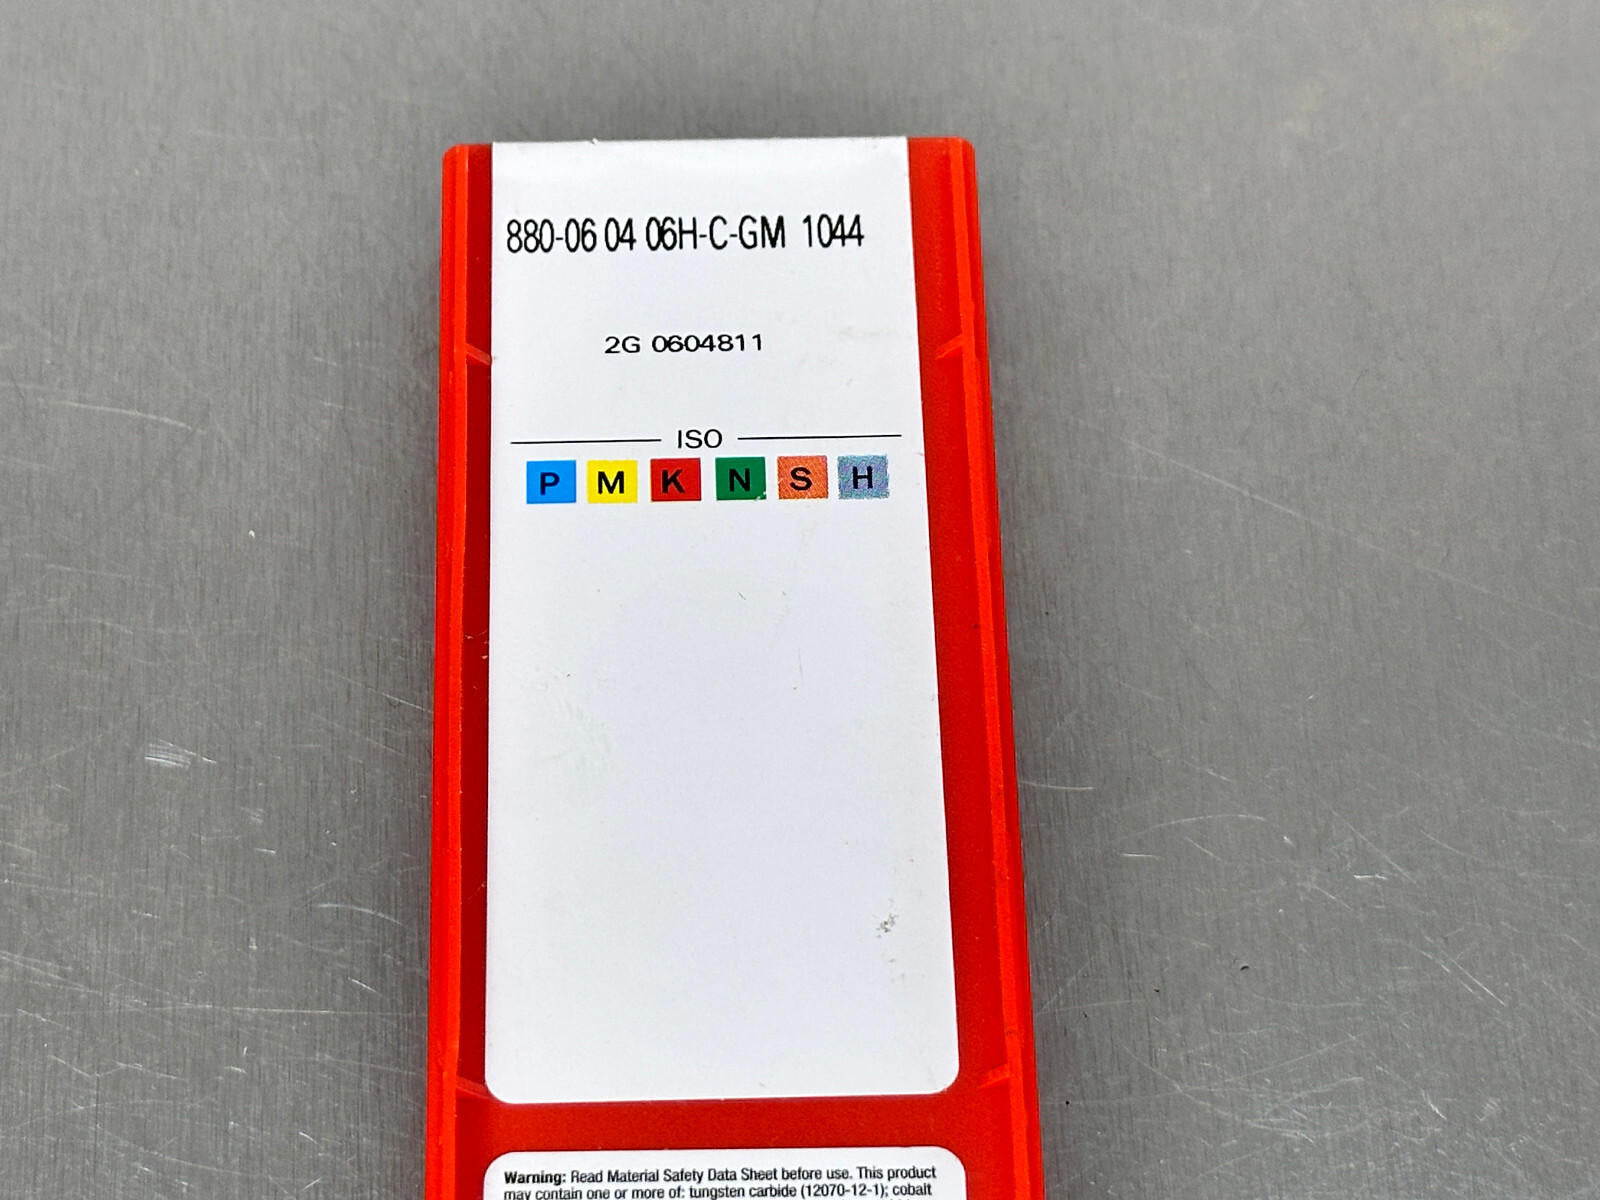 880-06 04 06H-C-GM 1044
2G 0604811
ISO
P M K N S H
Warning: Read Material Safety Data Sheet before use. This product
may contain one or more of: tungsten carbide (12070-12-1); cobalt